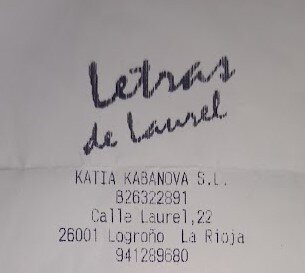 Letras
de Laurel
KATIA KABANOVA S.L.
B26322891
Calle Laurel,22
26001 Logroño La Rioja
941289680